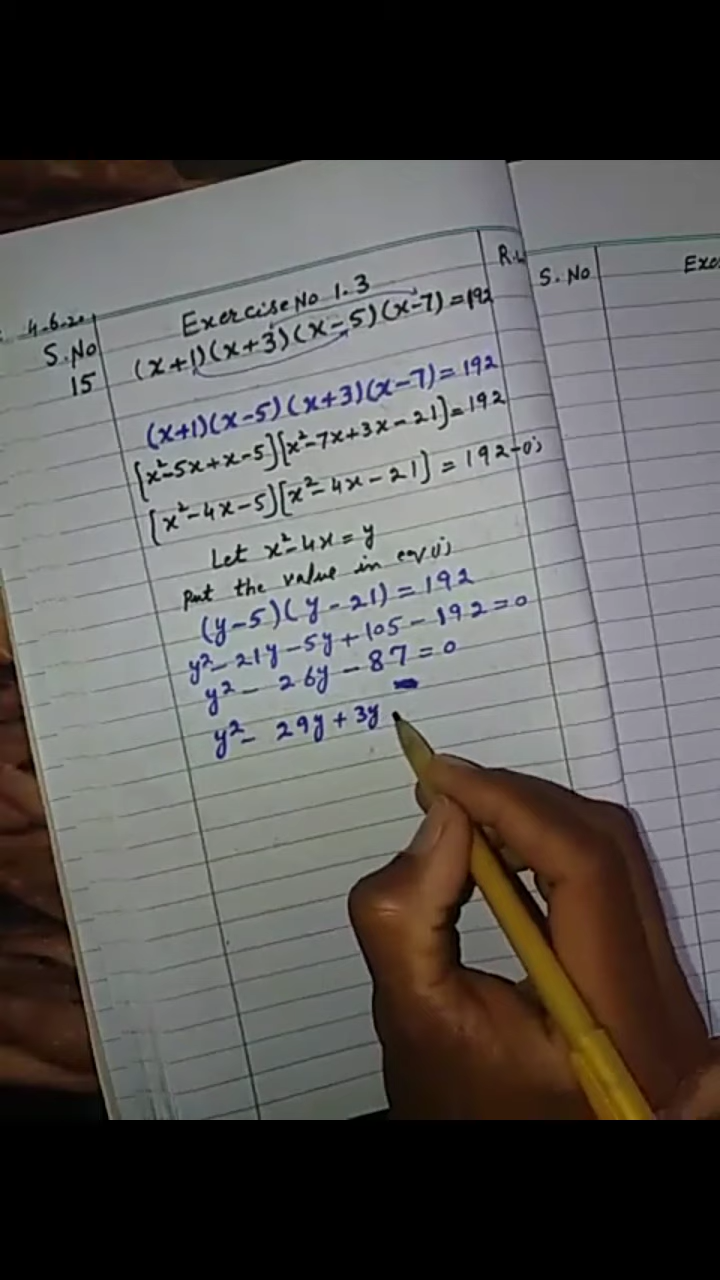 4-6-20
Exercise No 1.3
R.W
S.No
15
(x+1)(x+3)(x-5)(x-7)=192
(x+1)(x-5)(x+3)(x-7)=192
[x²-5x+x-5][x²-7x+3x-21]=192
[x²-4x-5][x²-4x-21]=192-(i)
Let x²-4x=y
Put the value in eq(i)
(y-5)(y-21)=192
y²-21y-5y+105-192=0
y²-26y-87=0
y²-29y+3y
S.No